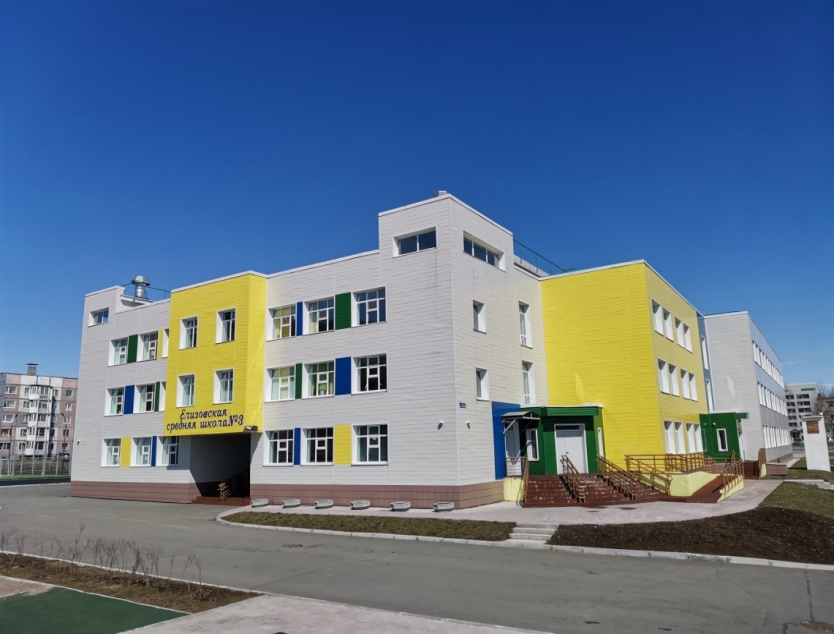 Елизовская
средняя школа №3